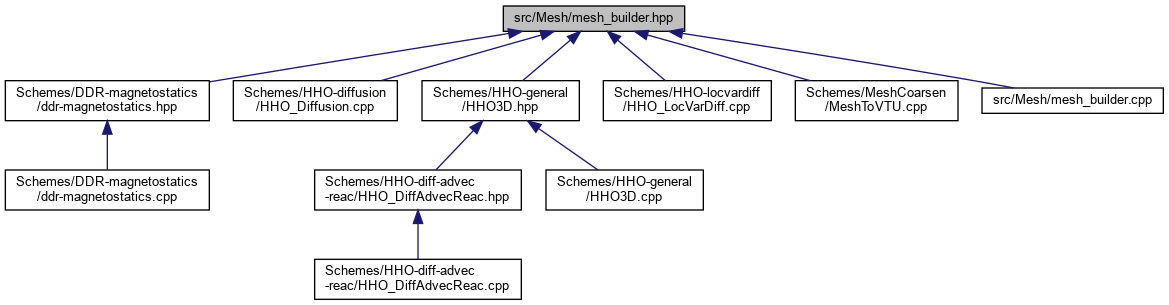 src/Mesh/mesh_builder.hpp
Schemes/DDR-magnetostatics
/ddr-magnetostatics.hpp
Schemes/HHO-diffusion
/HHO_Diffusion.cpp
Schemes/HHO-general
/HHO3D.hpp
Schemes/HHO-locvardiff
/HHO_LocVarDiff.cpp
Schemes/MeshCoarsen
/MeshToVTU.cpp
src/Mesh/mesh_builder.cpp
Schemes/DDR-magnetostatics
/ddr-magnetostatics.cpp
Schemes/HHO-diff-advec
-reac/HHO_DiffAdvecReac.hpp
Schemes/HHO-general
/HHO3D.cpp
Schemes/HHO-diff-advec
-reac/HHO_DiffAdvecReac.cpp